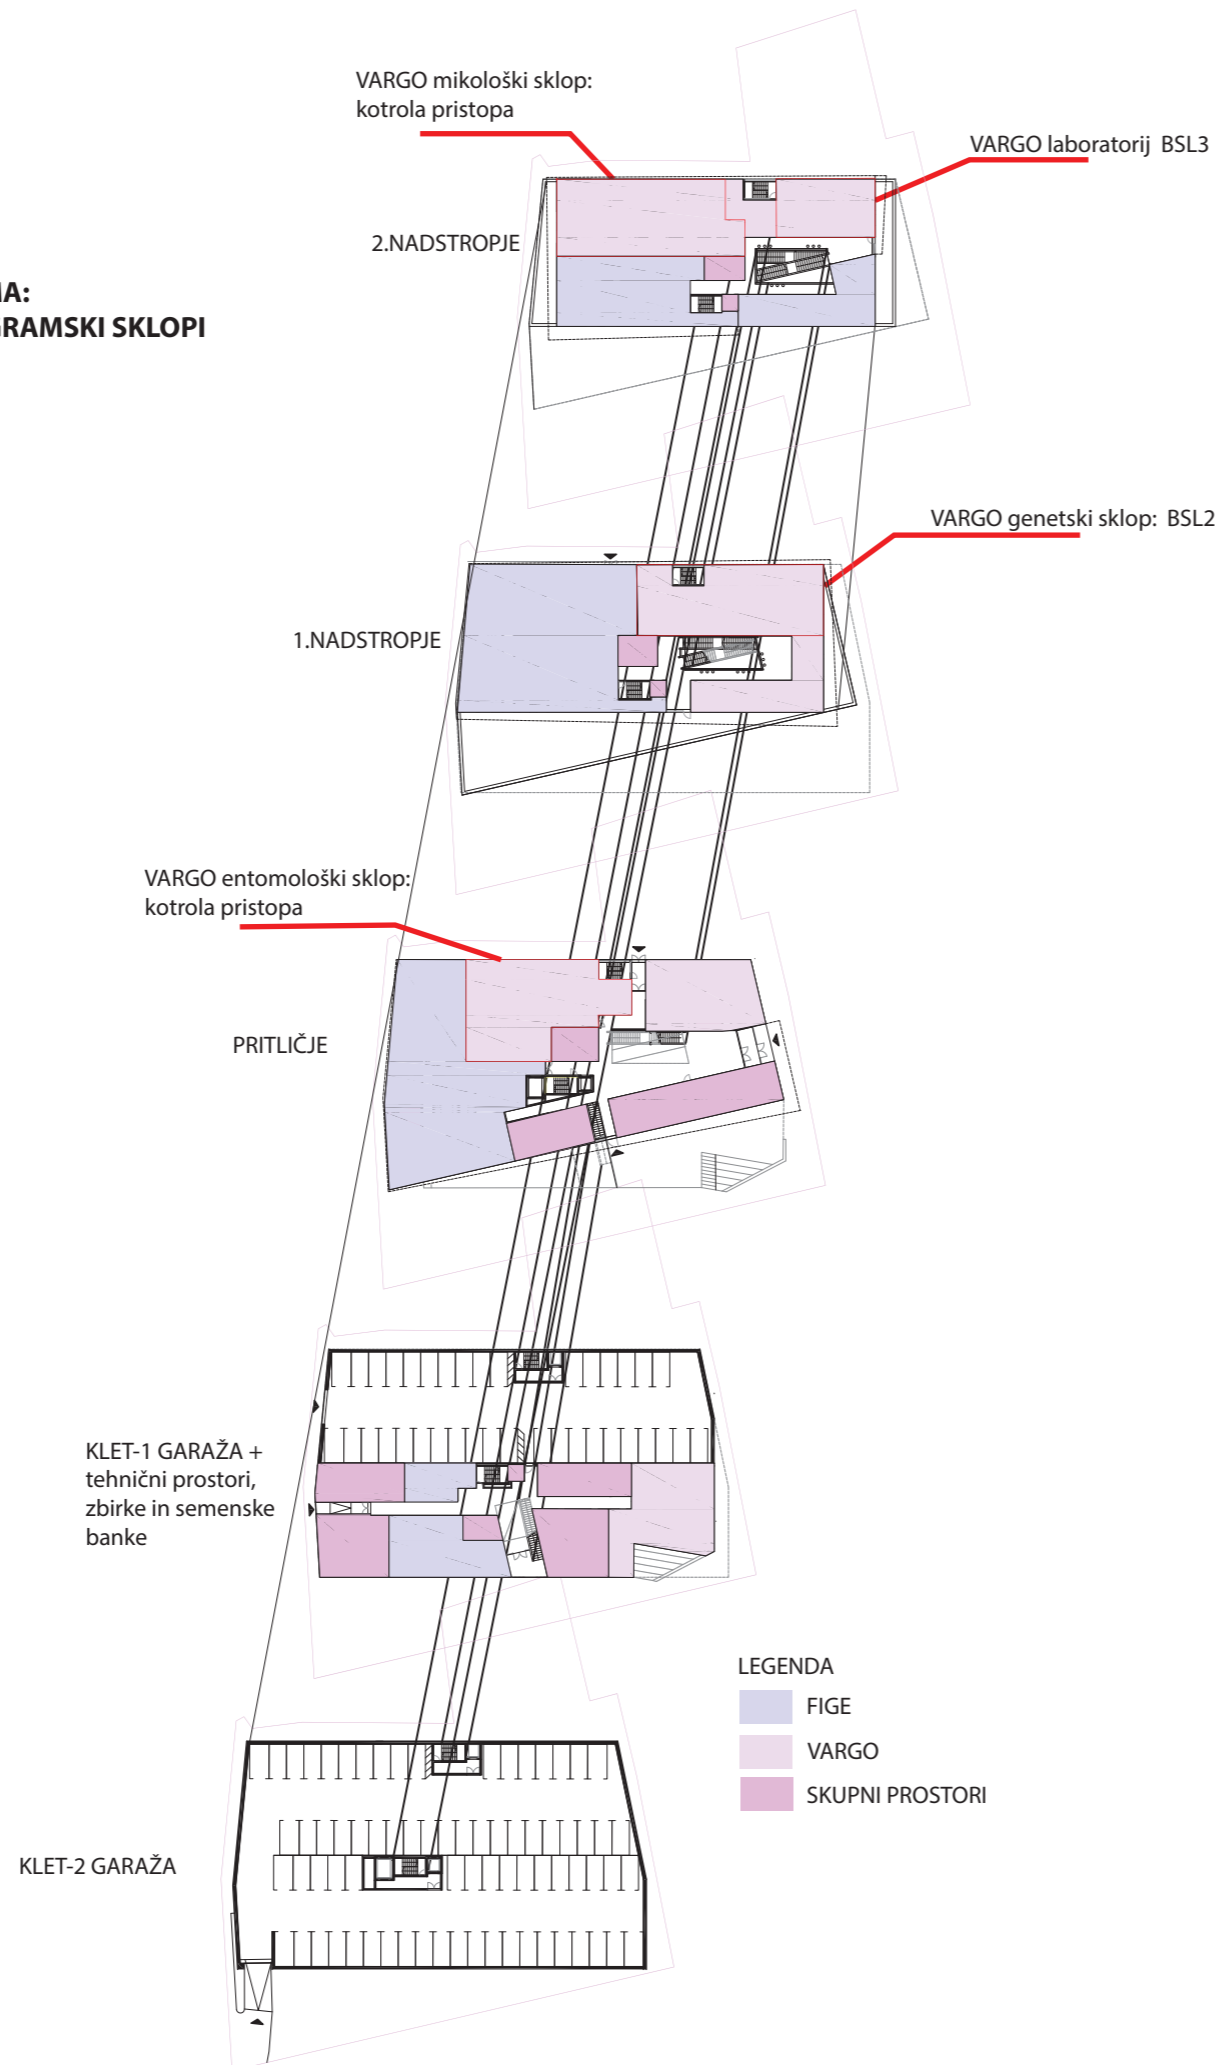 VARGO mikološki sklop:
kotrola pristopa
VARGO laboratorij BSL3
2.NADSTROPJE
MA:
GRAMSKI SKLOPI
VARGO genetski sklop: BSL2
1.NADSTROPJE
VARGO entomološki sklop:
kotrola pristopa
PRITLIČJE
KLET-1 GARAŽA +
tehnični prostori,
zbirke in semenske
banke
LEGENDA
FIGE
VARGO
SKUPNI PROSTORI
KLET-2 GARAŽA